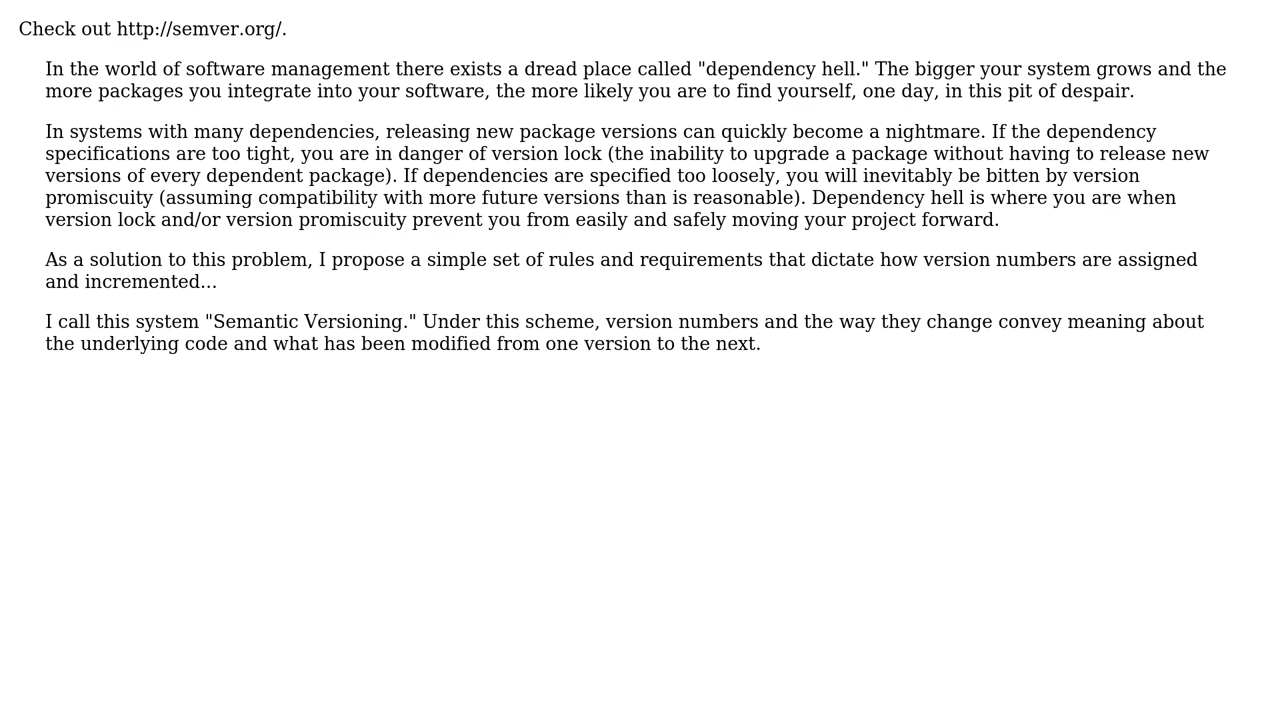 Check out http://semver.org/.
In the world of software management there exists a dread place called "dependency hell." The bigger your system grows and the
more packages you integrate into your software, the more likely you are to find yourself, one day, in this pit of despair.
In systems with many dependencies, releasing new package versions can quickly become a nightmare. If the dependency
specifications are too tight, you are in danger of version lock (the inability to upgrade a package without having to release new
versions of every dependent package). If dependencies are specified too loosely, you will inevitably be bitten by version
promiscuity (assuming compatibility with more future versions than is reasonable). Dependency hell is where you are when
version lock and/or version promiscuity prevent you from easily and safely moving your project forward.
As a solution to this problem, I propose a simple set of rules and requirements that dictate how version numbers are assigned
and incremented...
I call this system "Semantic Versioning." Under this scheme, version numbers and the way they change convey meaning about
the underlying code and what has been modified from one version to the next.